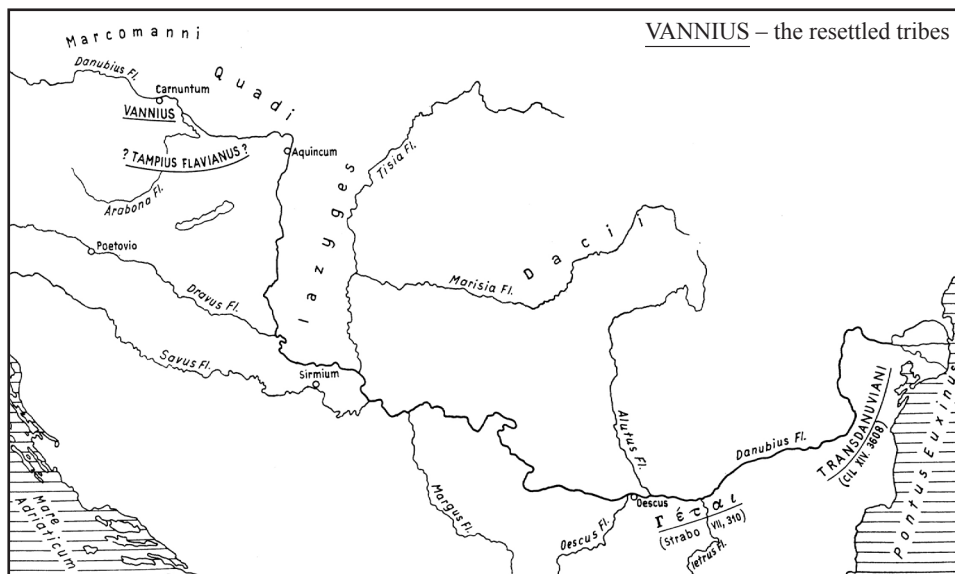 VANNIUS – the resettled tribes
Marcomanni
Danubius Fl.
Quadi
Carnuntum
VANNIUS
? TAMPIUS FLAVIANUS ?
Aquincum
Arabona Fl.
Iazyges
Tisia Fl.
Dacii
Poetovio
Dravus Fl.
Marisia Fl.
Savus Fl.
Sirmium
Alutus Fl.
Danubius Fl.
TRANSDANUVIANI
(CIL XIV. 3608)
Pontus Euxinus
Mare
Adriaticum
Margus Fl.
Oescus Fl.
Oescus
Γέται
(Strabo VII, 310)
Ietrus Fl.